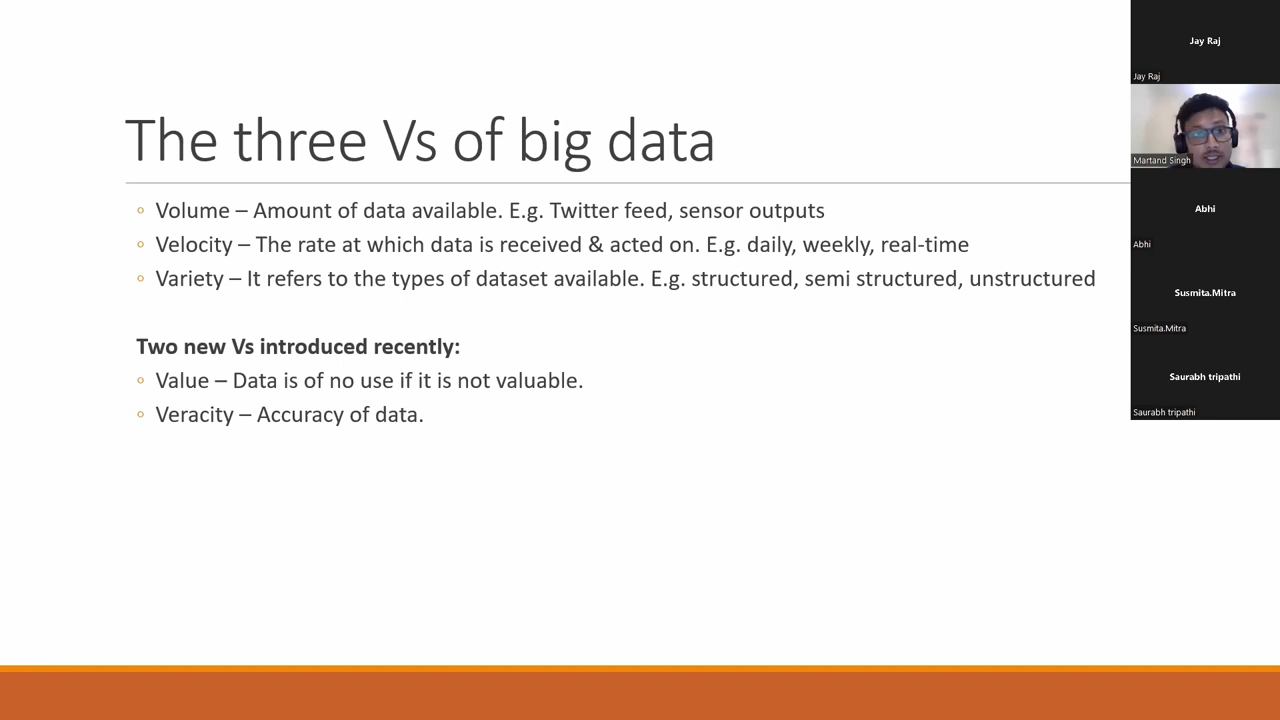 The three Vs of big data
◦ Volume – Amount of data available. E.g. Twitter feed, sensor outputs
◦ Velocity – The rate at which data is received & acted on. E.g. daily, weekly, real-time
◦ Variety – It refers to the types of dataset available. E.g. structured, semi structured, unstructured
Two new Vs introduced recently:
◦ Value – Data is of no use if it is not valuable.
◦ Veracity – Accuracy of data.
Jay Raj
Jay Raj
Martand Singh
Abhi
Abhi
Susmita.Mitra
Susmita.Mitra
Saurabh tripathi
Saurabh tripathi